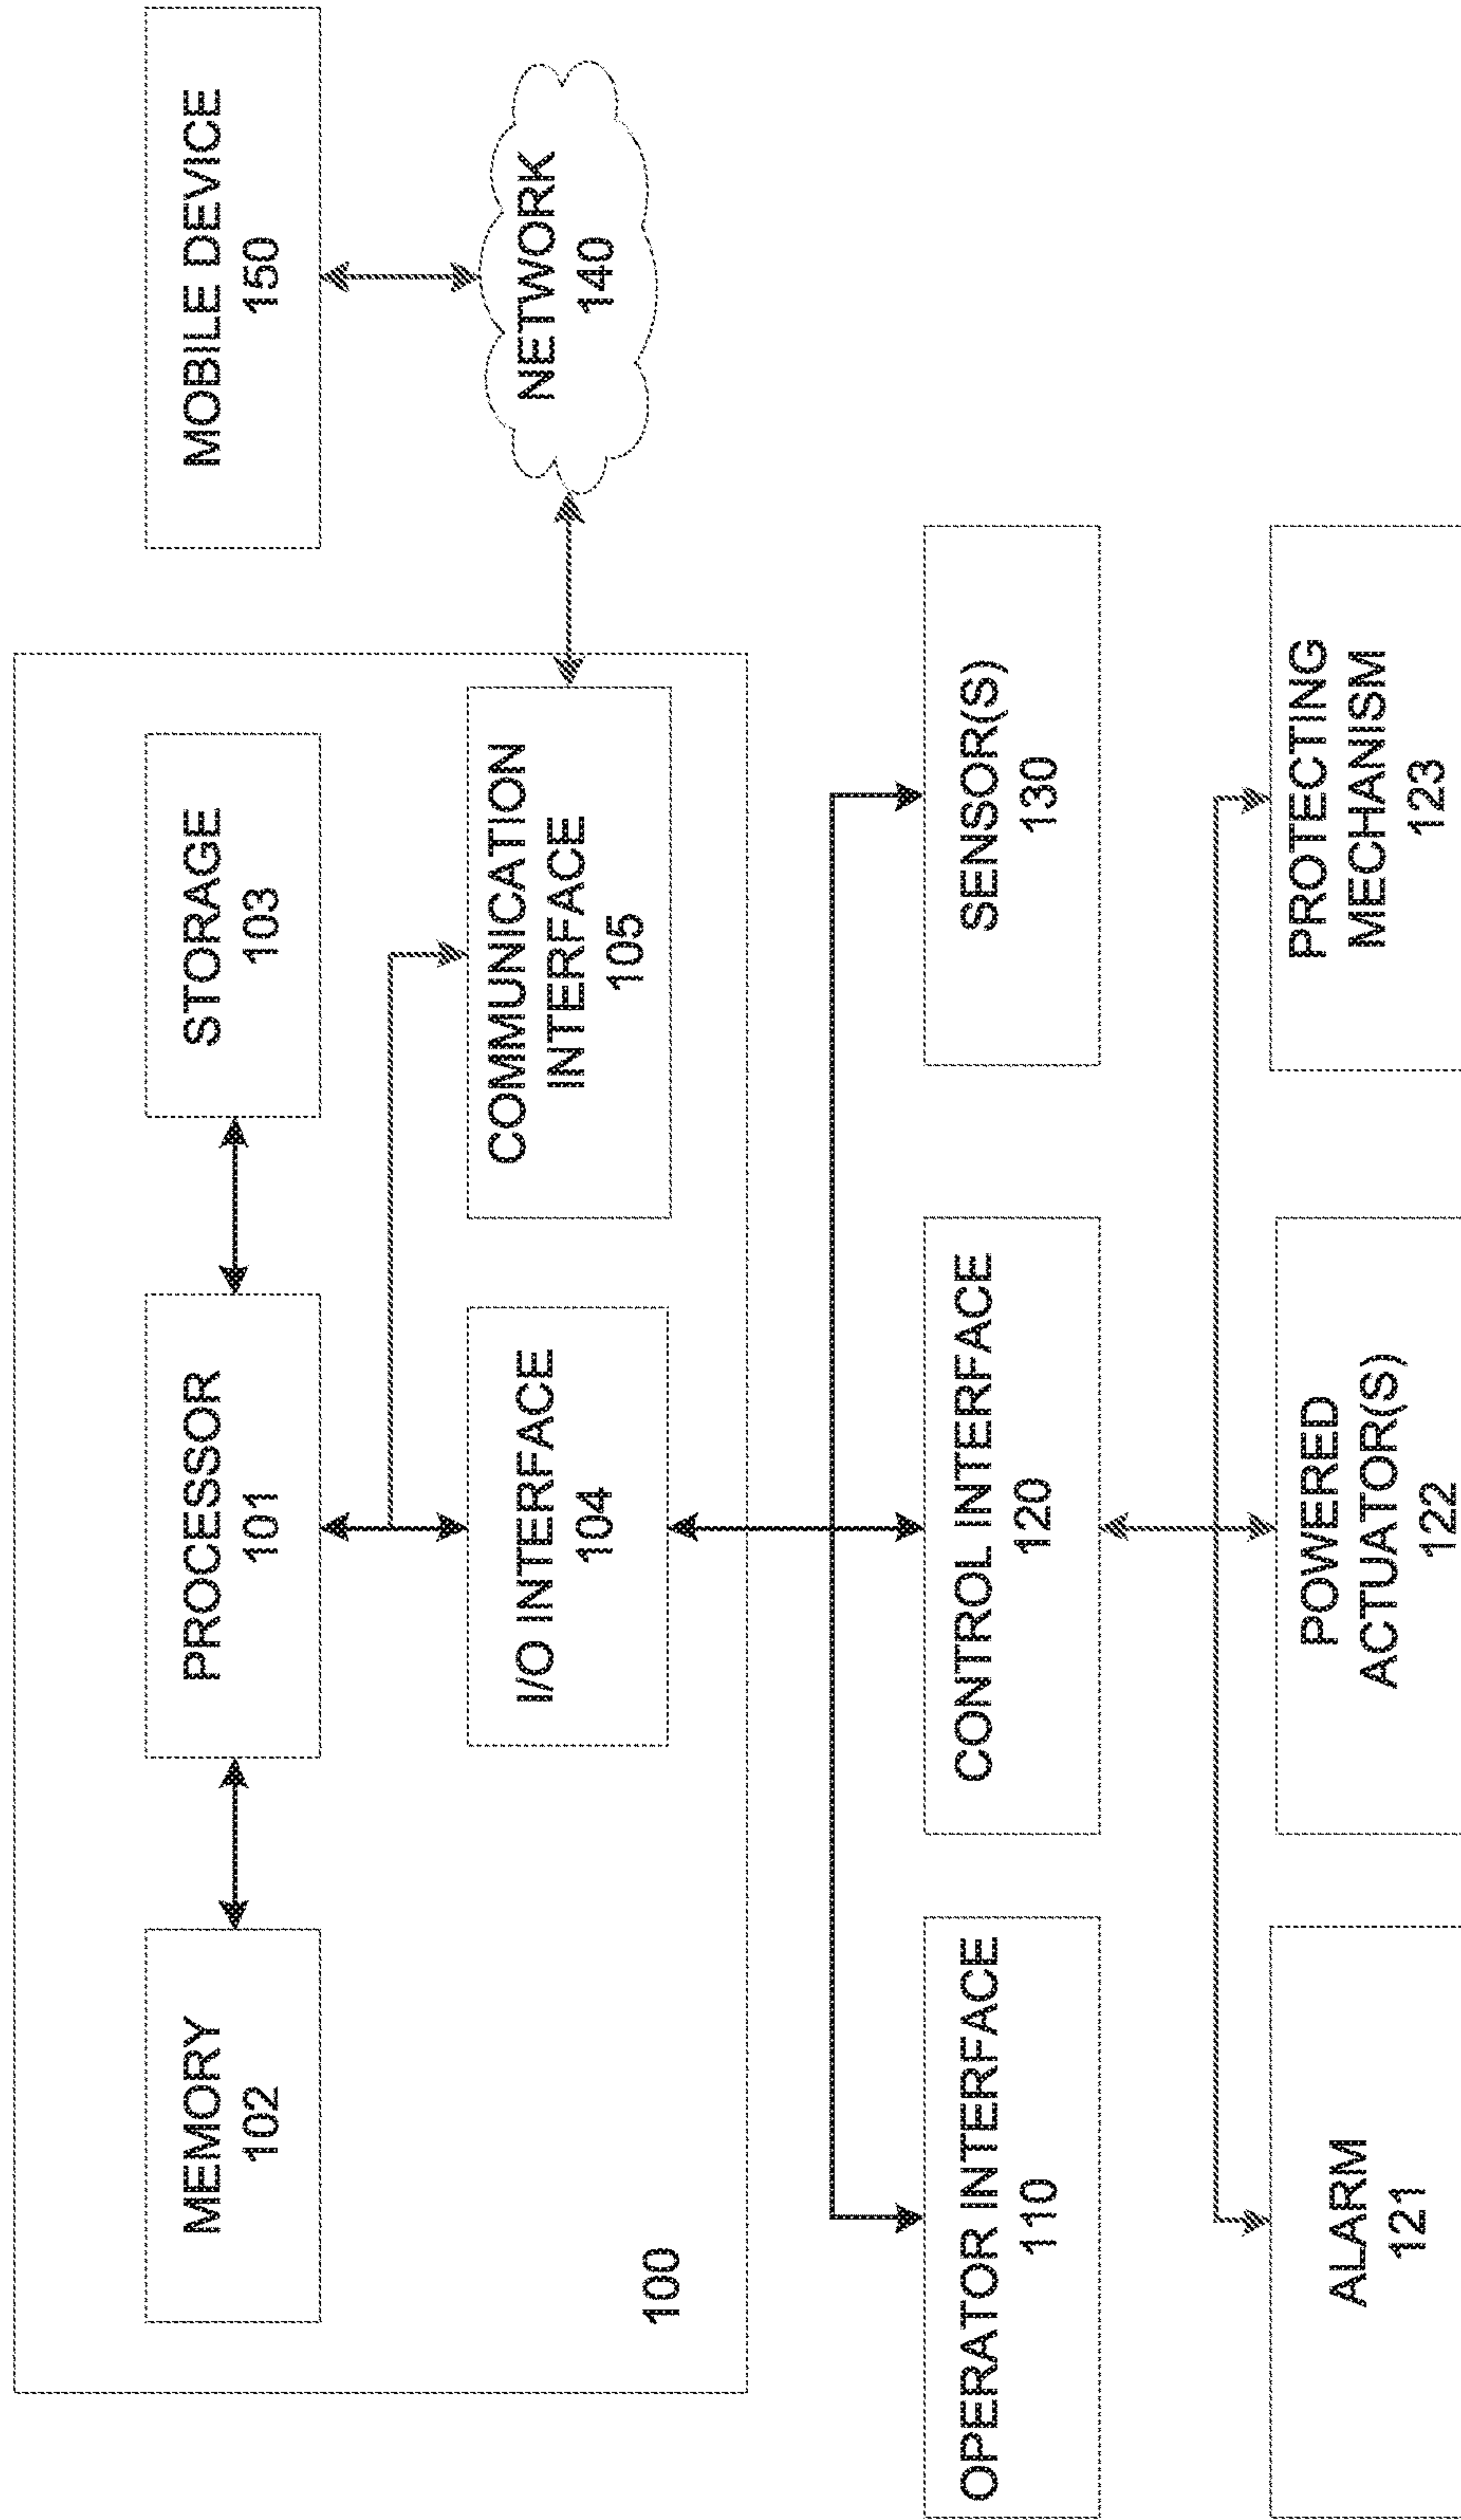 MEMORY
102
PROCESSOR
101
STORAGE
103
MOBILE DEVICE
150
I/O INTERFACE
104
COMMUNICATION
INTERFACE
105
NETWORK
140
100
OPERATOR INTERFACE
110
CONTROL INTERFACE
120
SENSOR(S)
130
ALARM
121
POWERED
ACTUATOR(S)
122
PROTECTING
MECHANISM
123